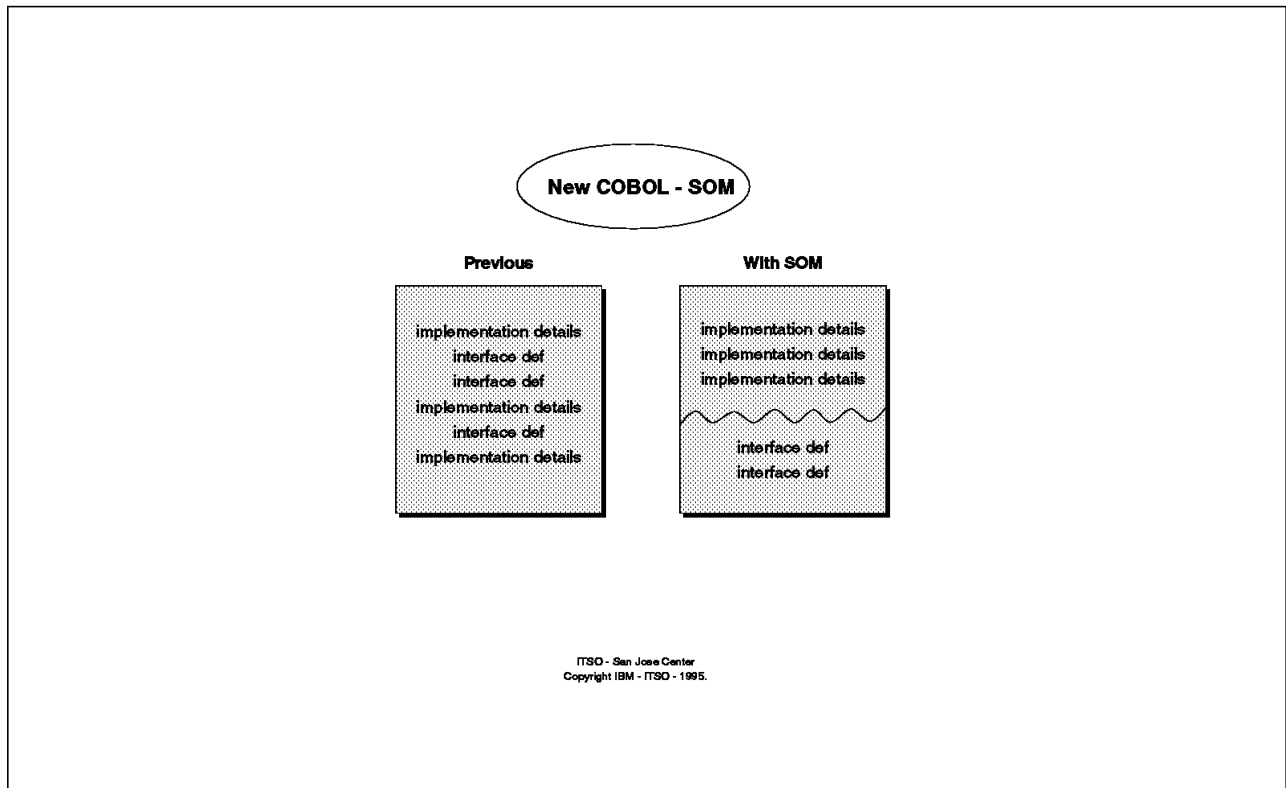 New COBOL - SOM
Previous
implementation details
interface def
interface def
implementation details
interface def
implementation details
With SOM
implementation details
implementation details
implementation details
interface def
interface def
ITSO - San Jose Center
Copyright IBM - ITSO - 1995.